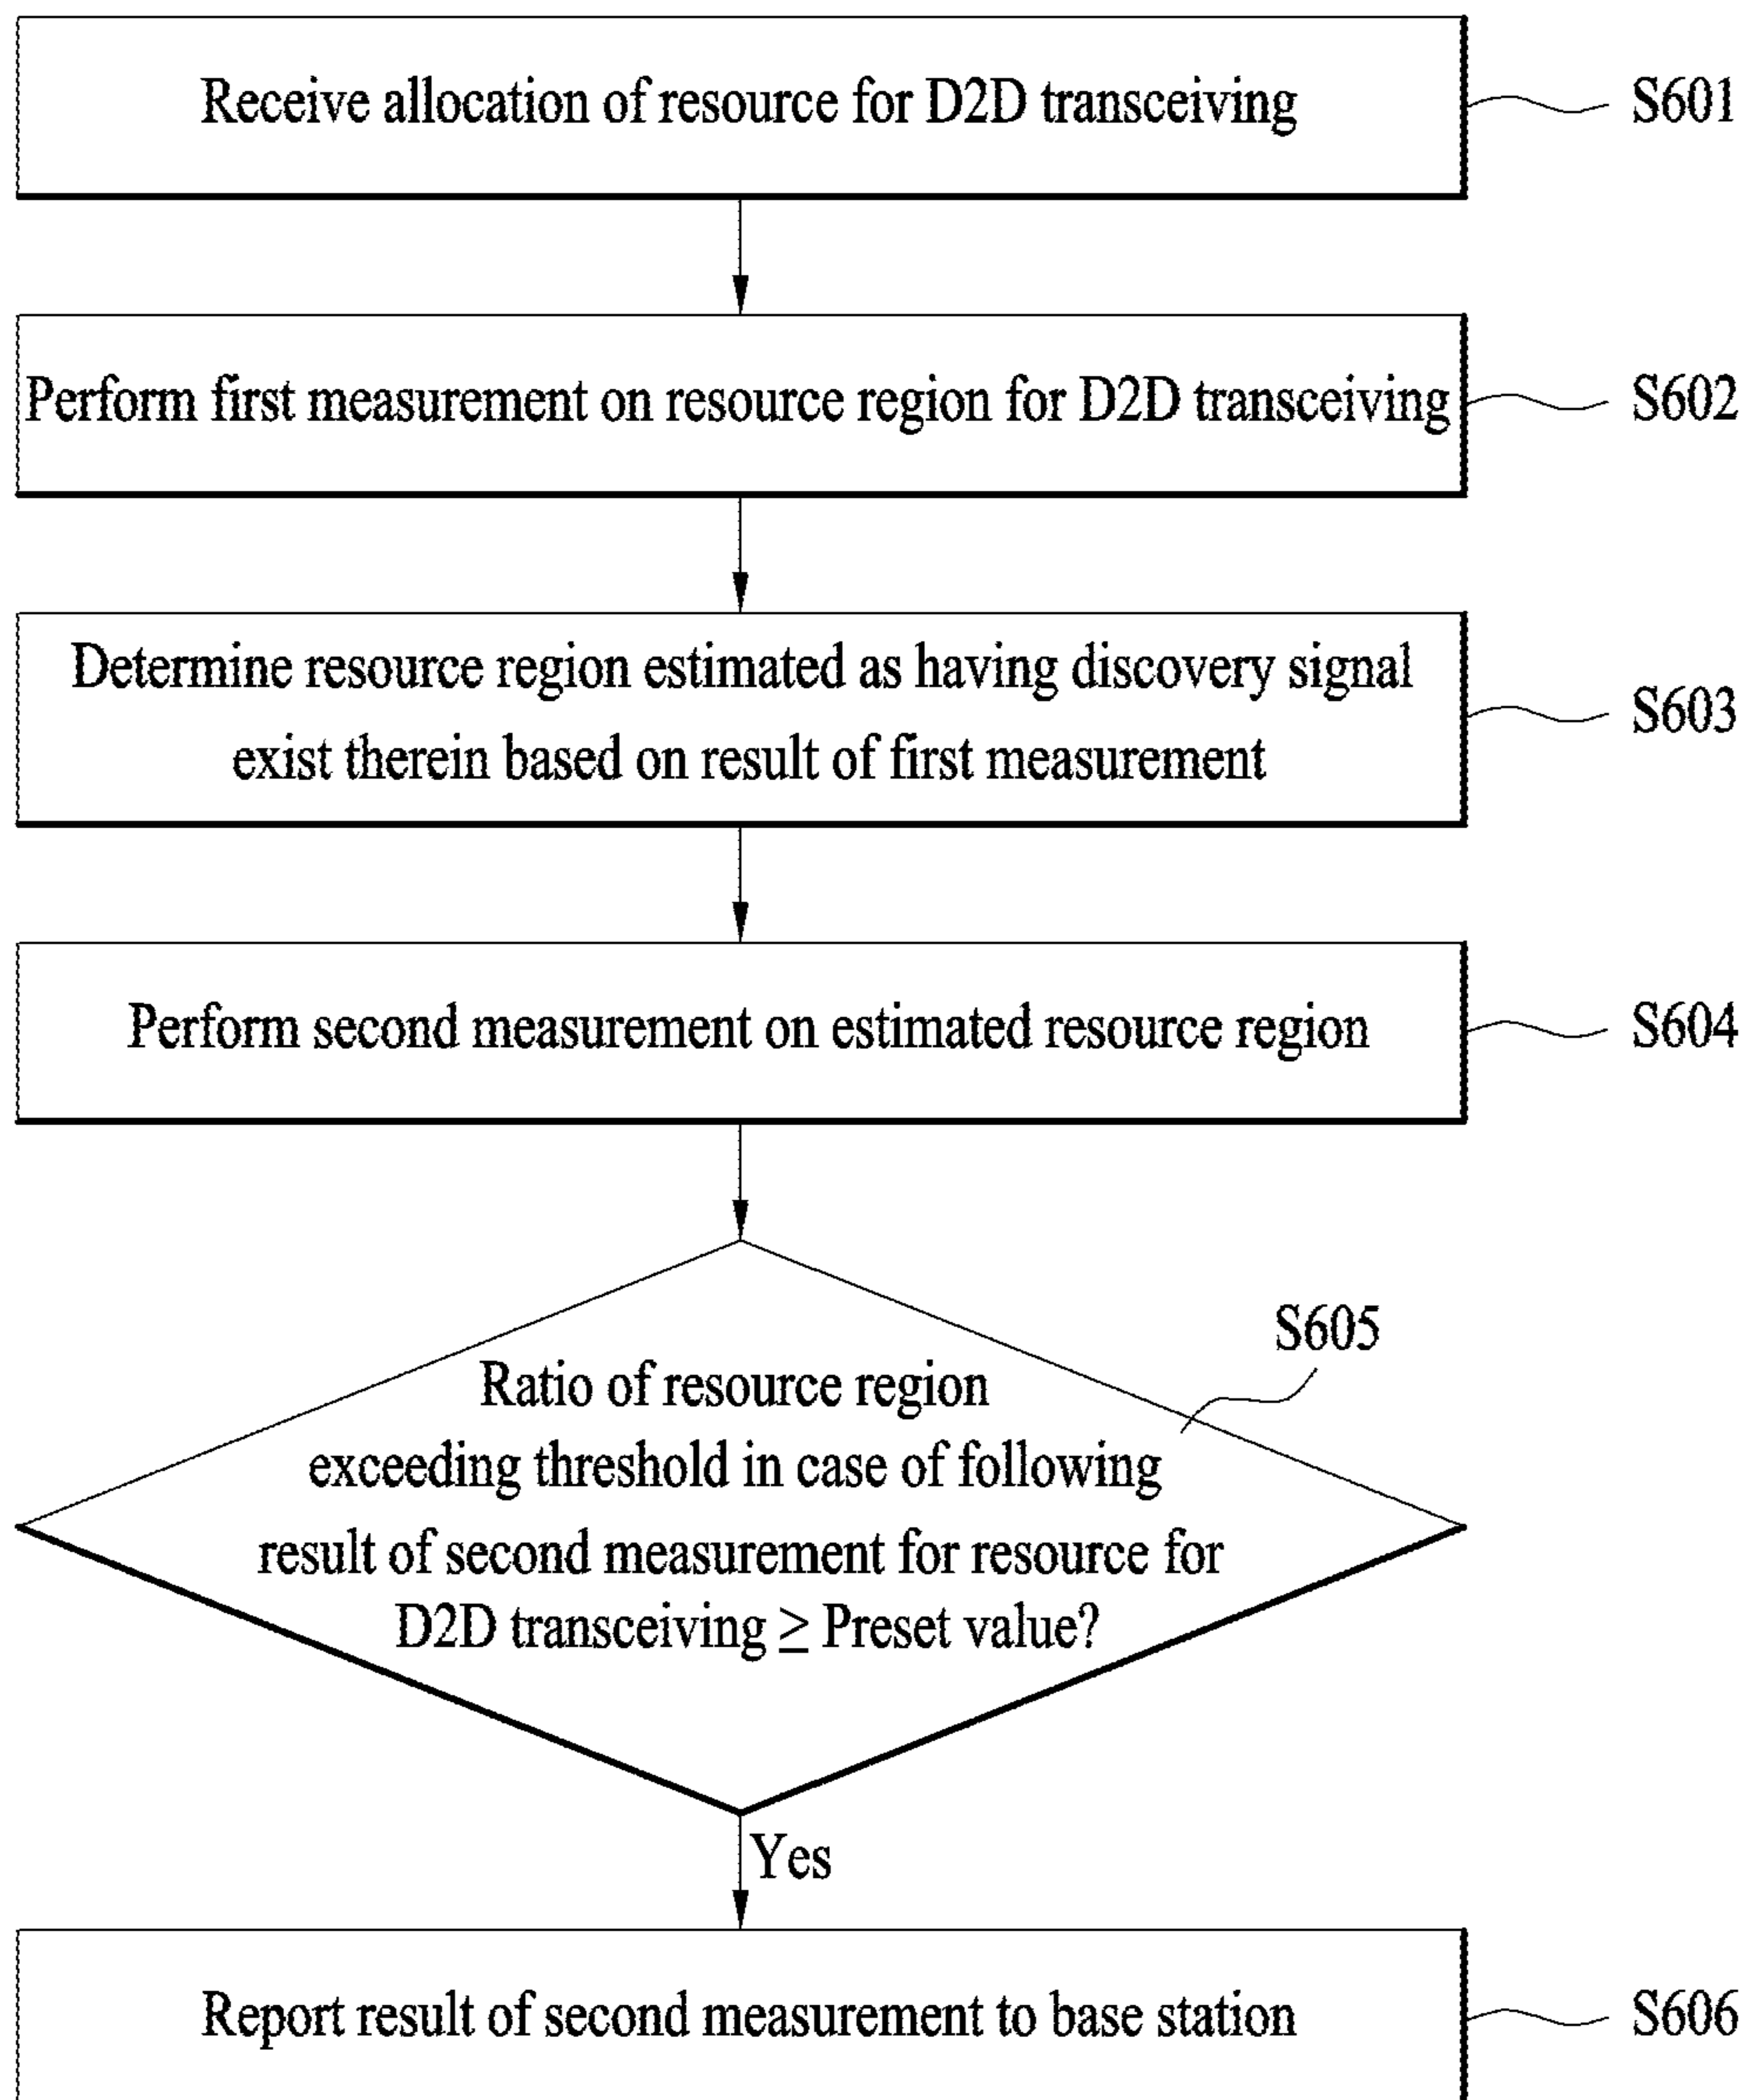 Receive allocation of resource for D2D transceiving
S601
Perform first measurement on resource region for D2D transceiving
S602
Determine resource region estimated as having discovery signal
exist therein based on result of first measurement
S603
Perform second measurement on estimated resource region
S604
S605
Ratio of resource region
exceeding threshold in case of following
result of second measurement for resource for
D2D transceiving ≥ Preset value?
Yes
Report result of second measurement to base station
S606